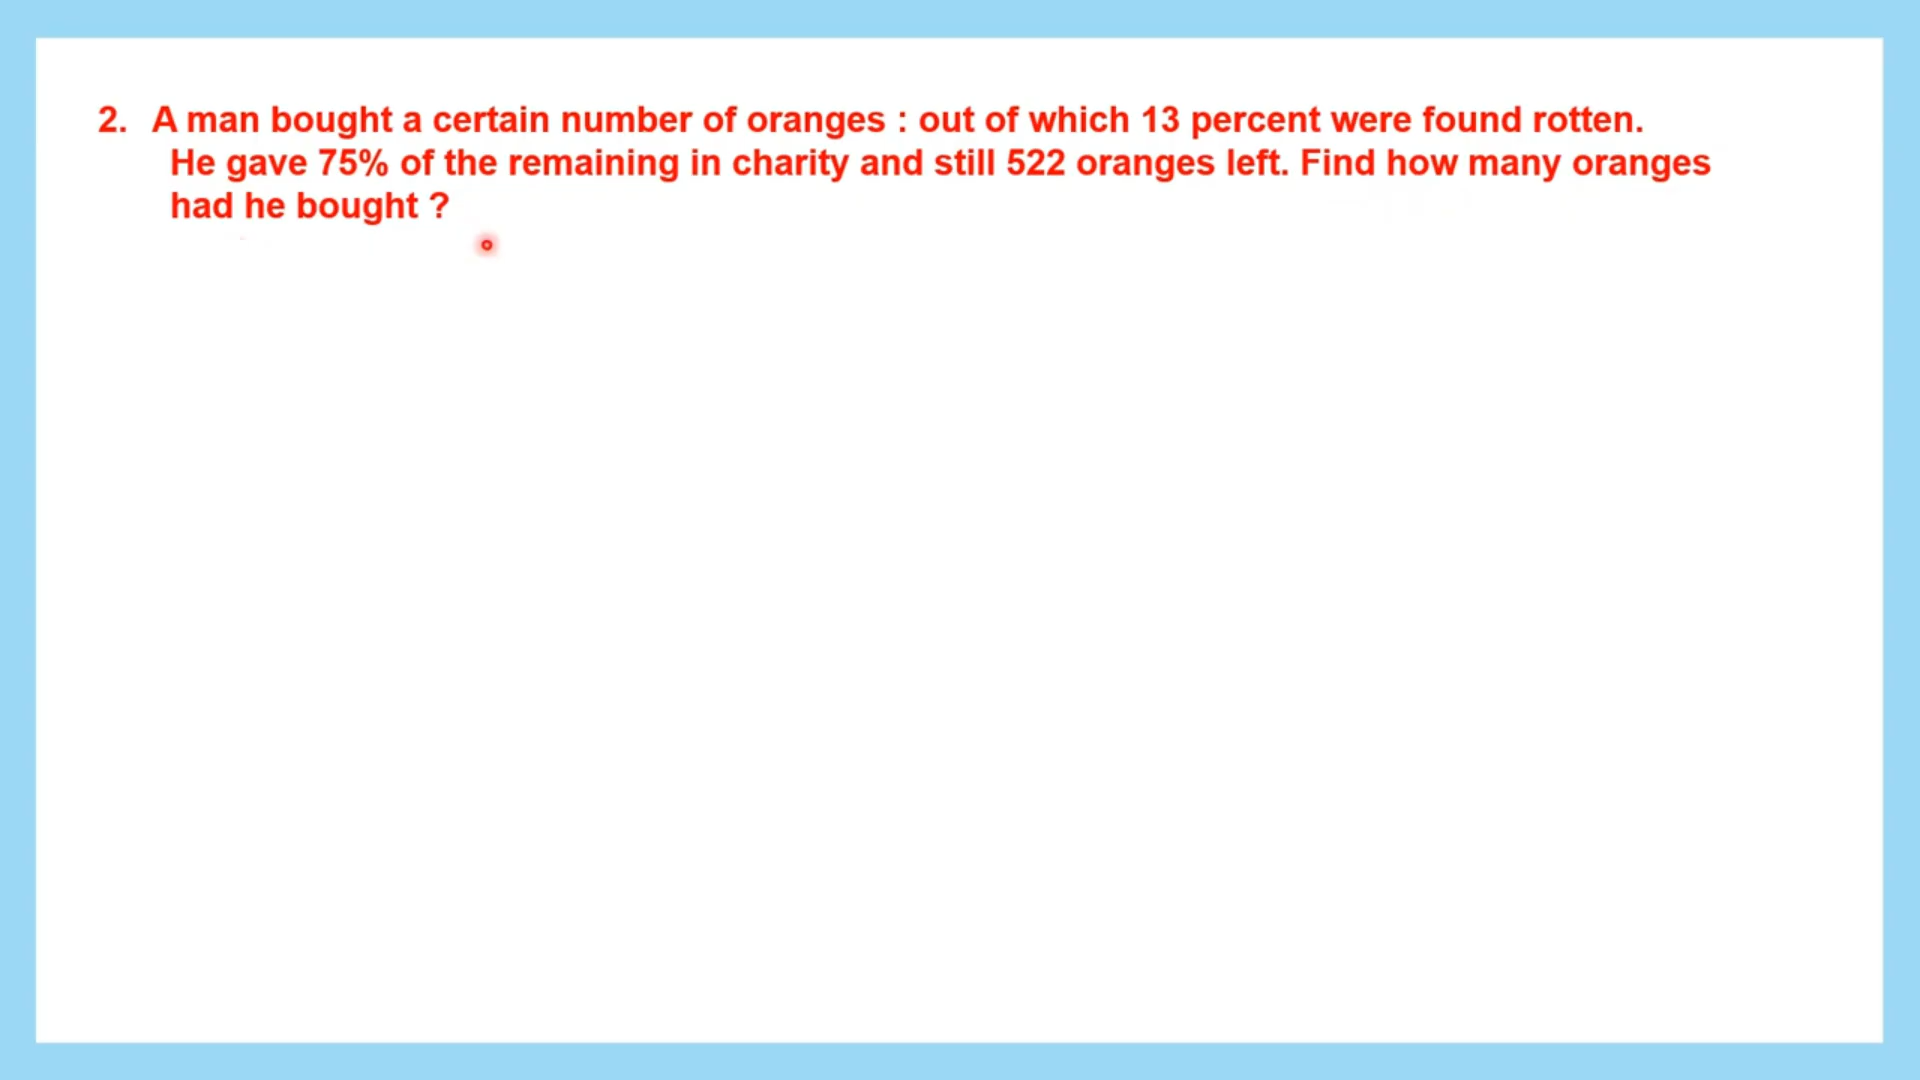 2. A man bought a certain number of oranges : out of which 13 percent were found rotten.
He gave 75% of the remaining in charity and still 522 oranges left. Find how many oranges
had he bought ?